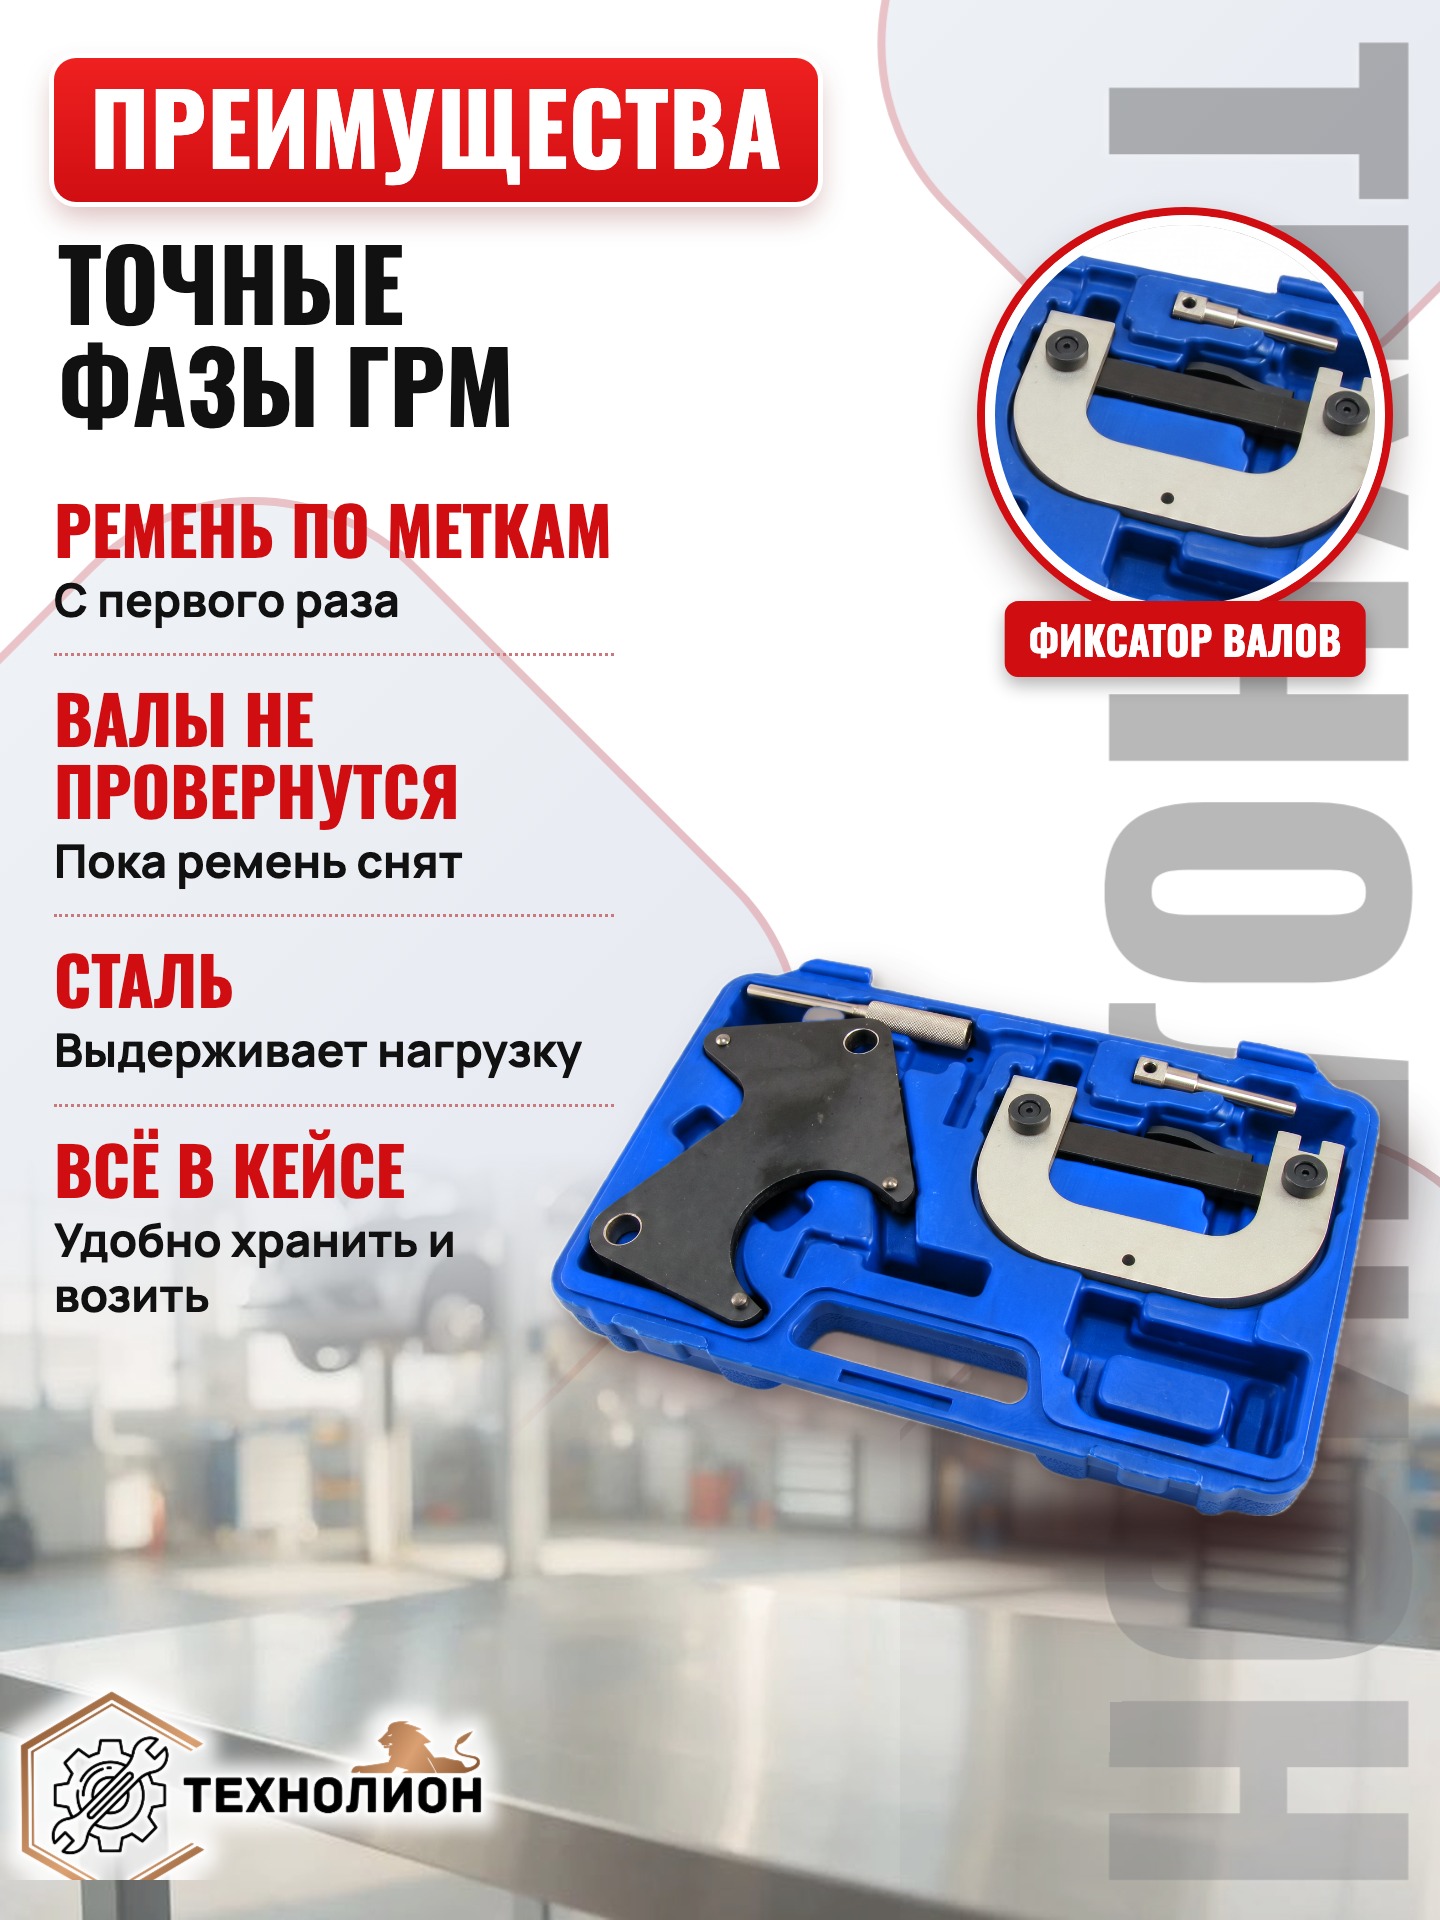 ПРЕИМУЩЕСТВА
ТОЧНЫЕ
ФАЗЫ ГРМ
РЕМЕНЬ ПО МЕТКАМ
С первого раза
ВАЛЫ НЕ
ПРОВЕРНУТСЯ
Пока ремень снят
СТАЛЬ
Выдерживает нагрузку
ВСЁ В КЕЙСЕ
Удобно хранить и
возить
ФИКСАТОР ВАЛОВ
ТЕХНОЛИОН